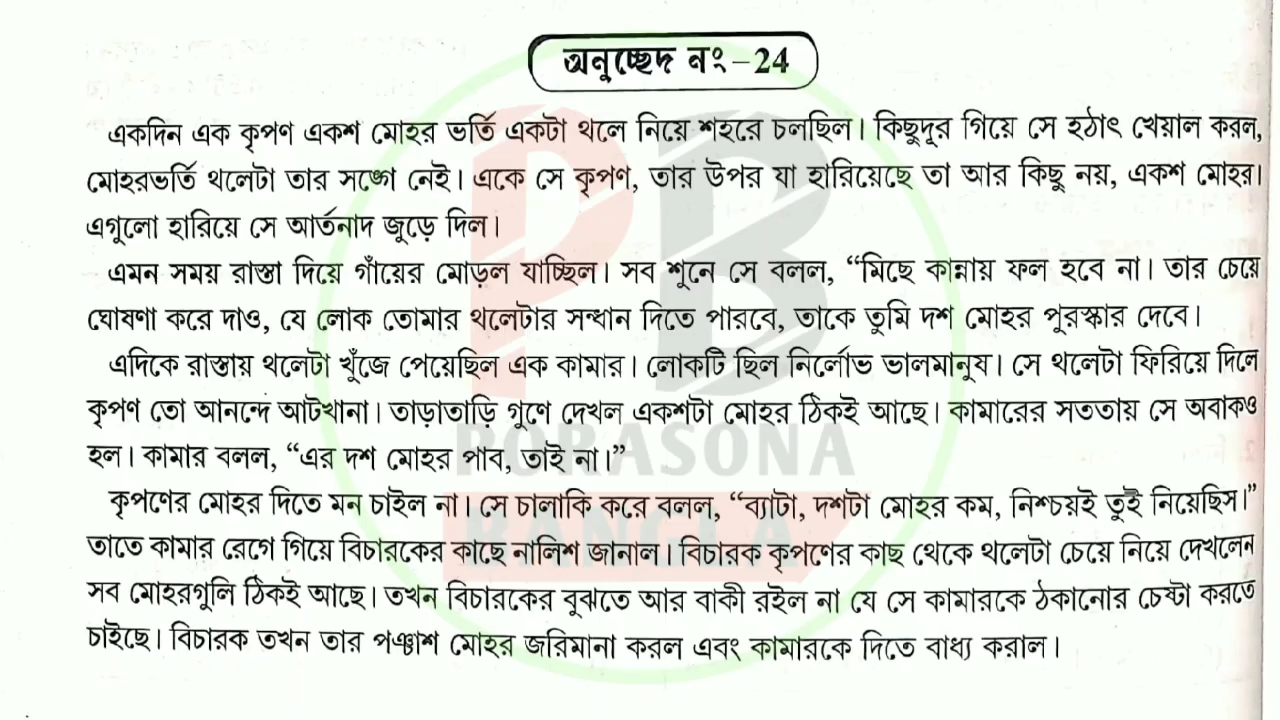 অনুচ্ছেদ নং–24
একদিন এক কৃপণ একশ মোহর ভর্তি একটা থলে নিয়ে শহরে চলছিল। কিছুদূর গিয়ে সে হঠাৎ খেয়াল করল,
মোহরভর্তি থলেটা তার সঙ্গে নেই। একে সে কৃপণ, তার উপর যা হারিয়েছে তা আর কিছু নয়, একশ মোহর।
এগুলো হারিয়ে সে আর্তনাদ জুড়ে দিল।
এমন সময় রাস্তা দিয়ে গাঁয়ের মোড়ল যাচ্ছিল। সব শুনে সে বলল, “মিছে কান্নায় ফল হবে না। তার চেয়ে
ঘোষণা করে দাও, যে লোক তোমার থলেটার সন্ধান দিতে পারবে, তাকে তুমি দশ মোহর পুরস্কার দেবে।
এদিকে রাস্তায় থলেটা খুঁজে পেয়েছিল এক কামার। লোকটি ছিল নির্লোভ ভালমানুষ। সে থলেটা ফিরিয়ে দিলে
কৃপণ তো আনন্দে আটখানা। তাড়াতাড়ি গুণে দেখল একশটা মোহর ঠিকই আছে। কামারের সততায় সে অবাকও
হল। কামার বলল, “এর দশ মোহর পাব, তাই না।”
কৃপণের মোহর দিতে মন চাইল না। সে চালাকি করে বলল, “ব্যাটা, দশটা মোহর কম, নিশ্চয়ই তুই নিয়েছিস।”
তাতে কামার রেগে গিয়ে বিচারকের কাছে নালিশ জানাল। বিচারক কৃপণের কাছ থেকে থলেটা চেয়ে নিয়ে দেখলেন
সব মোহরগুলি ঠিকই আছে। তখন বিচারকের বুঝতে আর বাকী রইল না যে সে কামারকে ঠকানোর চেষ্টা করতে
চাইছে। বিচারক তখন তার পঞ্চাশ মোহর জরিমানা করল এবং কামারকে দিতে বাধ্য করাল।
PB
PORASONA
BANGLA